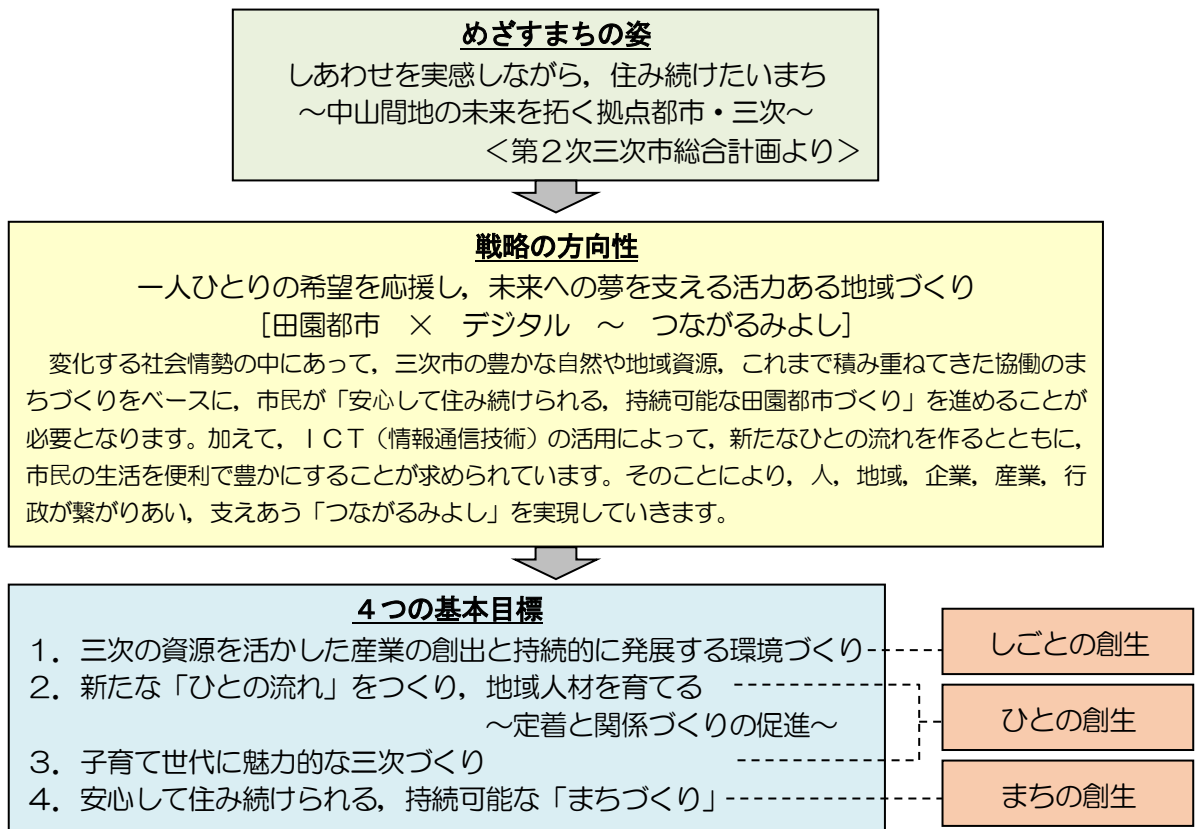 めざすまちの姿
しあわせを実感しながら，住み続けたいまち
～中山間地の未来を拓く拠点都市・三次～
＜第２次三次市総合計画より＞
戦略の方向性
一人ひとりの希望を応援し，未来への夢を支える活力ある地域づくり
［田園都市　×　デジタル　～　つながるみよし］
変化する社会情勢の中にあって，三次市の豊かな自然や地域資源，これまで積み重ねてきた協働のま
ちづくりをベースに，市民が「安心して住み続けられる，持続可能な田園都市づくり」を進めることが
必要となります。加えて，ＩＣＴ（情報通信技術）の活用によって，新たなひとの流れを作るとともに，
市民の生活を便利で豊かにすることが求められています。そのことにより，人，地域，企業，産業，行
政が繋がりあい，支えあう「つながるみよし」を実現していきます。
４つの基本目標
１．三次の資源を活かした産業の創出と持続的に発展する環境づくり
２．新たな「ひとの流れ」をつくり，地域人材を育てる
～定着と関係づくりの促進～
３．子育て世代に魅力的な三次づくり
４．安心して住み続けられる，持続可能な「まちづくり」
しごとの創生
ひとの創生
まちの創生